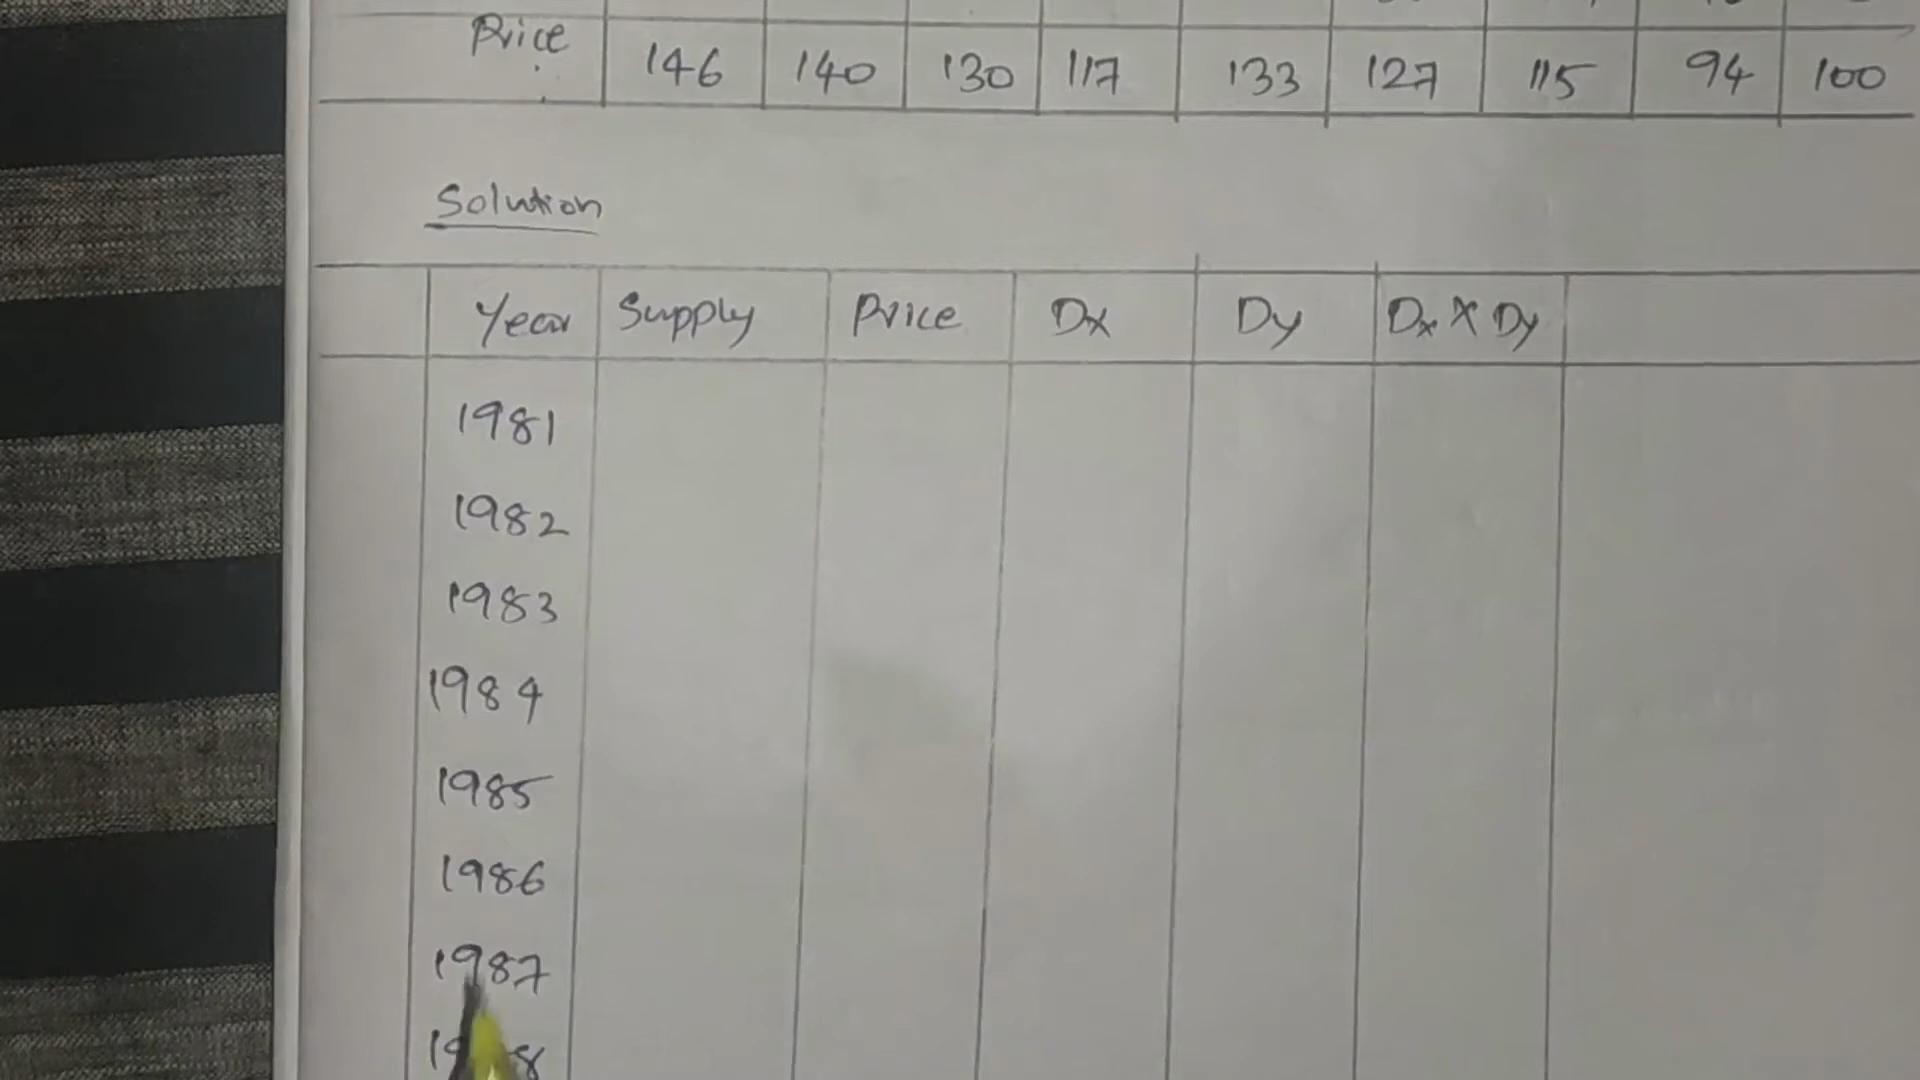 Price 146 140 130 117 133 127 115 94 100
Solution
Year Supply Price Dx Dy Dx X Dy
1981
1982
1983
1984
1985
1986
1987